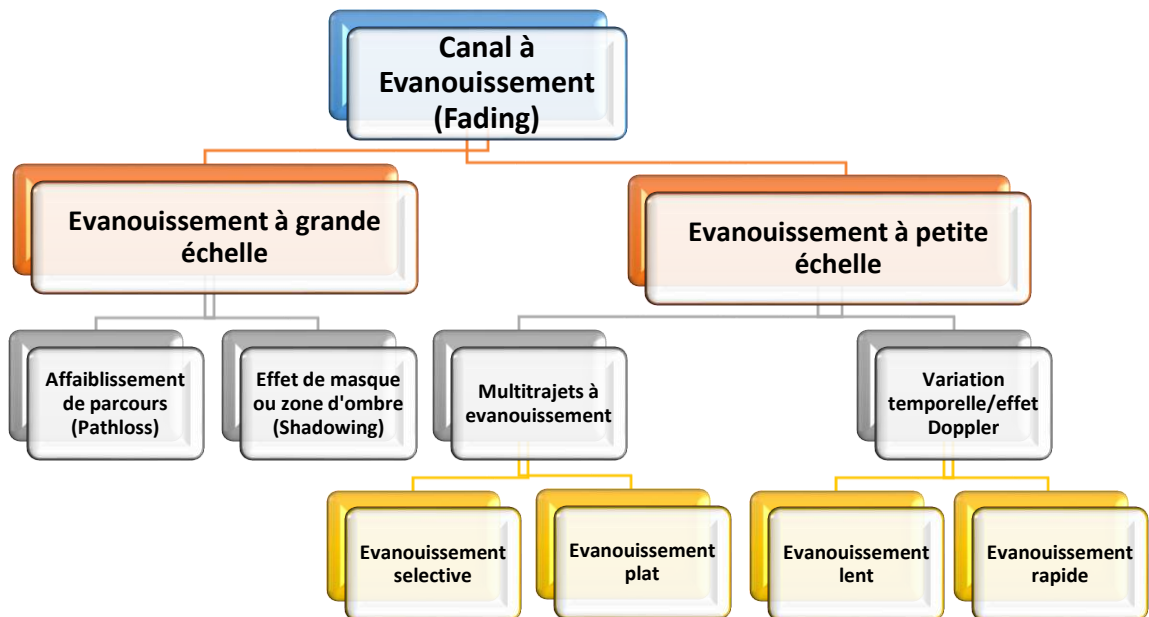 Canal à
Evanouissement
(Fading)
Evanouissement à grande
échelle
Evanouissement à petite
échelle
Affaiblissement
de parcours
(Pathloss)
Effet de masque
ou zone d'ombre
(Shadowing)
Multitrajets à
evanouissement
Variation
temporelle/effet
Doppler
Evanouissement
selective
Evanouissement
plat
Evanouissement
lent
Evanouissement
rapide